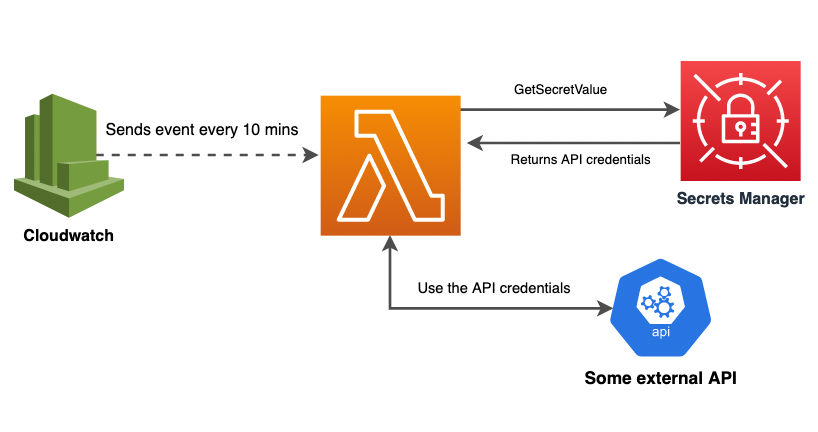 GetSecretValue
Sends event every 10 mins
Returns API credentials
Secrets Manager
Cloudwatch
Use the API credentials
api
Some external API